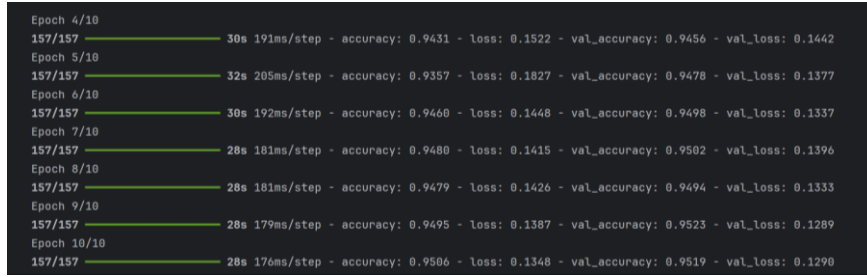 Epoch 4/10
157/157 ━━━━━━━━━━━━━━━━━━━━ 30s 191ms/step - accuracy: 0.9431 - loss: 0.1522 - val_accuracy: 0.9456 - val_loss: 0.1442
Epoch 5/10
157/157 ━━━━━━━━━━━━━━━━━━━━ 32s 205ms/step - accuracy: 0.9357 - loss: 0.1827 - val_accuracy: 0.9478 - val_loss: 0.1377
Epoch 6/10
157/157 ━━━━━━━━━━━━━━━━━━━━ 30s 192ms/step - accuracy: 0.9460 - loss: 0.1448 - val_accuracy: 0.9498 - val_loss: 0.1337
Epoch 7/10
157/157 ━━━━━━━━━━━━━━━━━━━━ 28s 181ms/step - accuracy: 0.9480 - loss: 0.1415 - val_accuracy: 0.9502 - val_loss: 0.1396
Epoch 8/10
157/157 ━━━━━━━━━━━━━━━━━━━━ 28s 181ms/step - accuracy: 0.9479 - loss: 0.1426 - val_accuracy: 0.9494 - val_loss: 0.1333
Epoch 9/10
157/157 ━━━━━━━━━━━━━━━━━━━━ 28s 179ms/step - accuracy: 0.9495 - loss: 0.1387 - val_accuracy: 0.9523 - val_loss: 0.1289
Epoch 10/10
157/157 ━━━━━━━━━━━━━━━━━━━━ 28s 176ms/step - accuracy: 0.9506 - loss: 0.1348 - val_accuracy: 0.9519 - val_loss: 0.1290